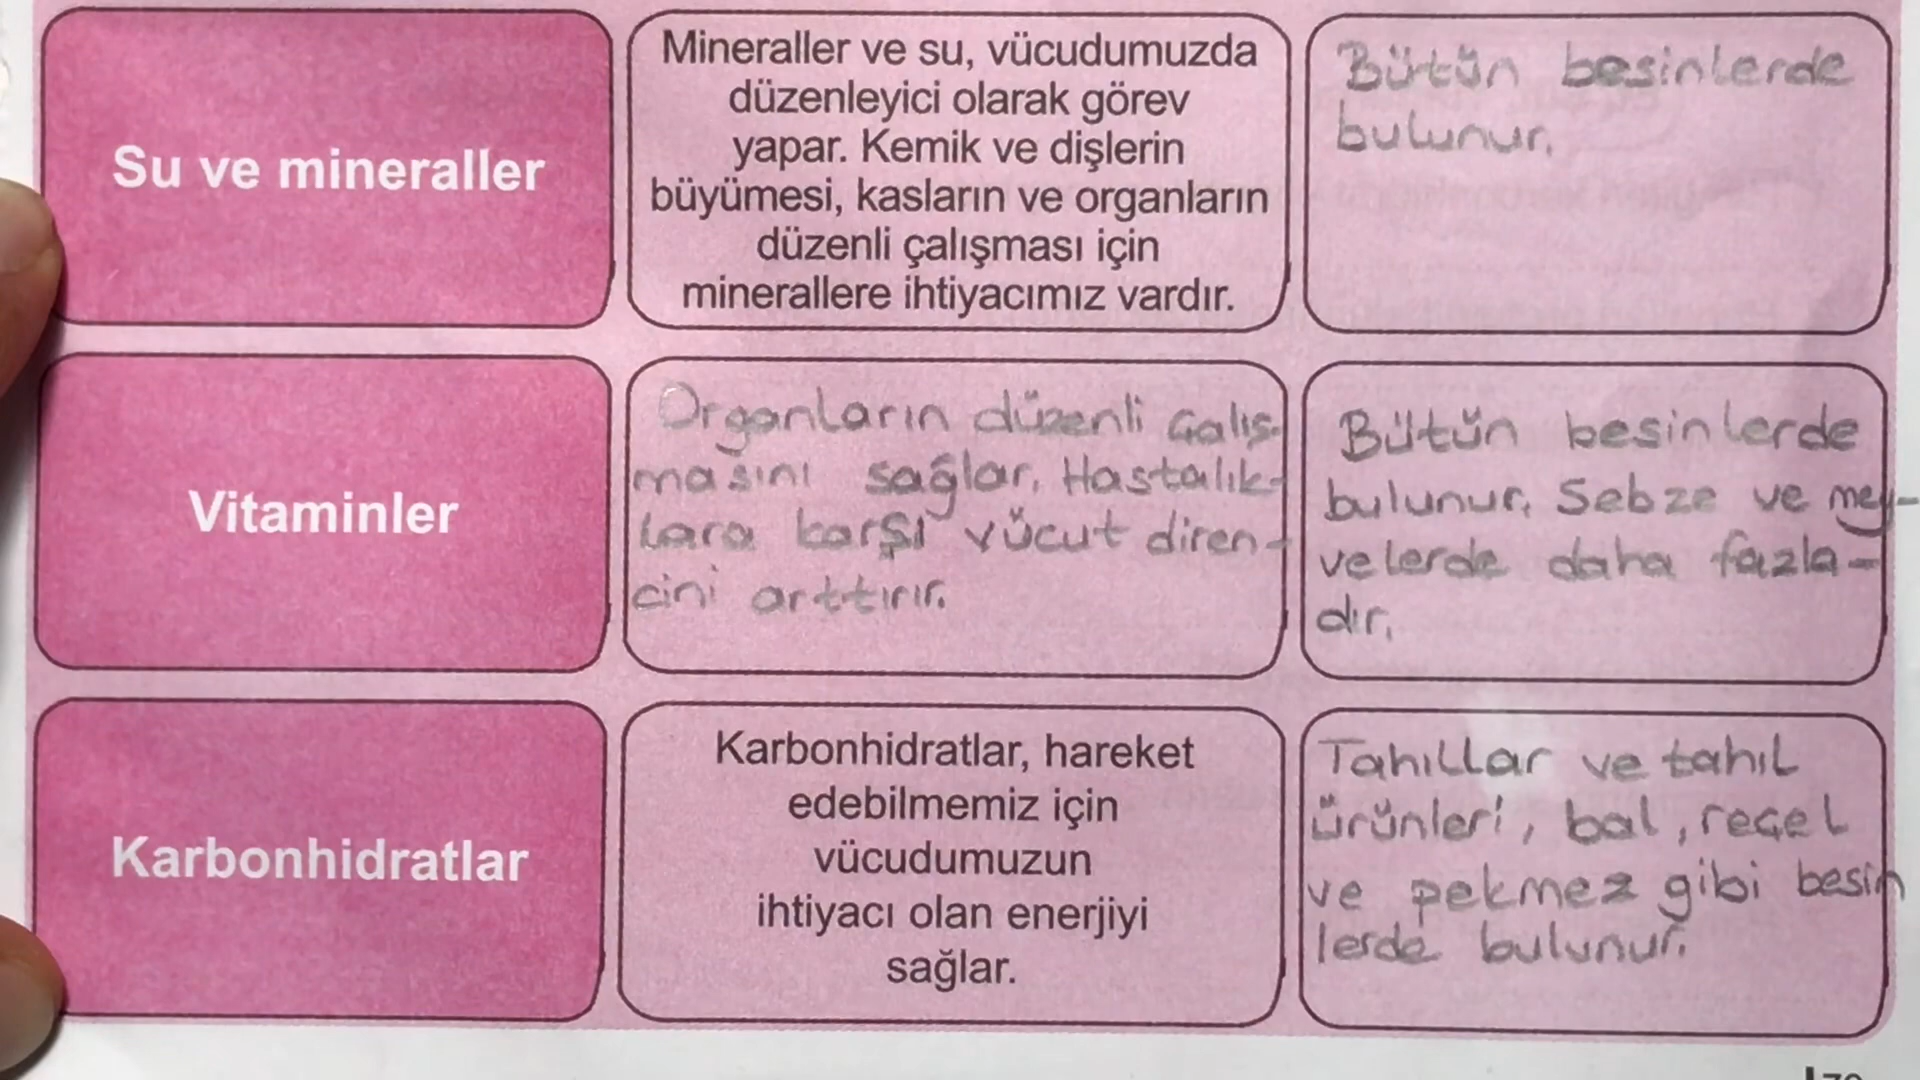 Su ve mineraller
Mineraller ve su, vücudumuzda
düzenleyici olarak görev
yapar. Kemik ve dişlerin
büyümesi, kasların ve organların
düzenli çalışması için
minerallere ihtiyacımız vardır.
Bütün besinlerde
bulunur.
Vitaminler
Organların düzenli çalış-
masını sağlar. Hastalık-
lara karşı vücut diren-
cini arttırır.
Bütün besinlerde
bulunur. Sebze ve mey-
velerde daha fazla-
dır.
Karbonhidratlar
Karbonhidratlar, hareket
edebilmemiz için
vücudumuzun
ihtiyacı olan enerjiyi
sağlar.
Tahıllar ve tahıl
ürünleri, bal, reçel
ve pekmez gibi besin
lerde bulunur.